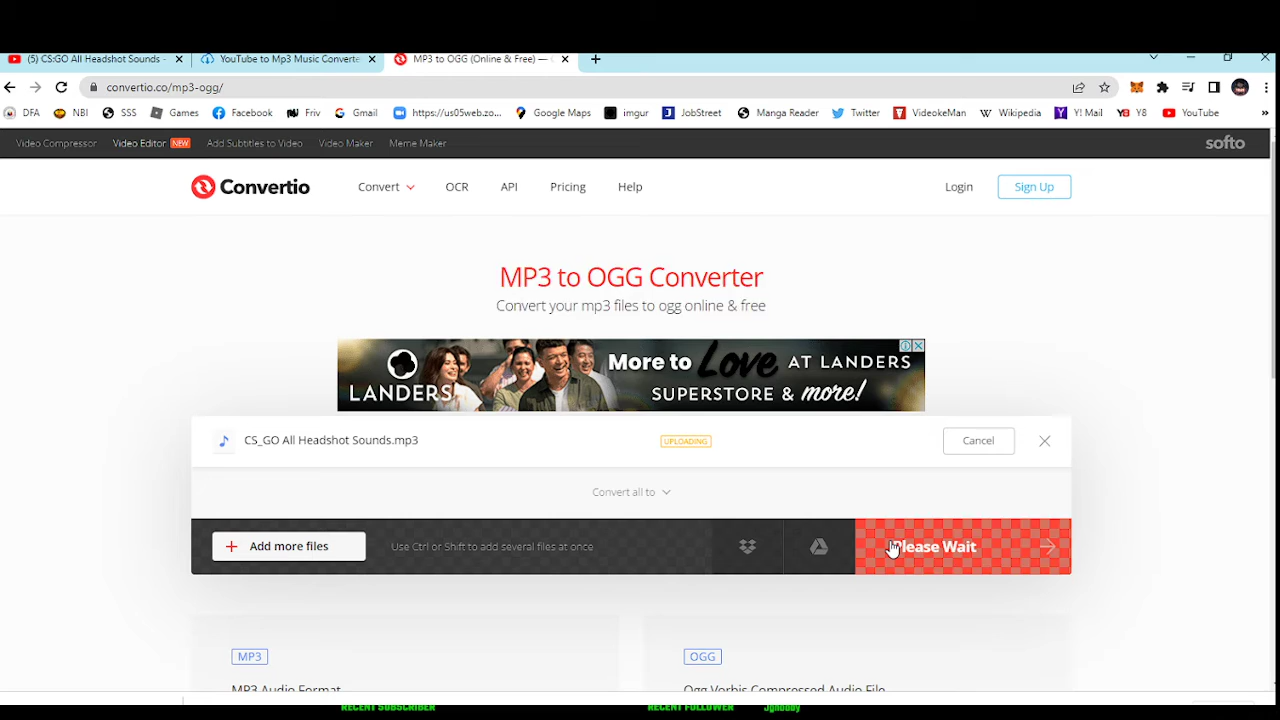 (5) CS:GO All Headshot Sounds -
YouTube to Mp3 Music Converte
MP3 to OGG (Online & Free) —
convertio.co/mp3-ogg/
DFA
NBI
SSS
Games
Facebook
Friv
Gmail
https://us05web.zo...
Google Maps
imgur
JobStreet
Manga Reader
Twitter
VideokeMan
Wikipedia
Y! Mail
Y8
YouTube
Video Compressor
Video Editor NEW
Add Subtitles to Video
Video Maker
Meme Maker
softo
Convertio
Convert
OCR
API
Pricing
Help
Login
Sign Up
MP3 to OGG Converter
Convert your mp3 files to ogg online & free
LANDERS
More to Love AT LANDERS
SUPERSTORE & more!
CS_GO All Headshot Sounds.mp3
UPLOADING
Cancel
Convert all to
Add more files
Use Ctrl or Shift to add several files at once
Please Wait
MP3
OGG
MP3 Audio Format
Ogg Vorbis Compressed Audio File
RECENT SUBSCRIBER
RECENT FOLLOWER